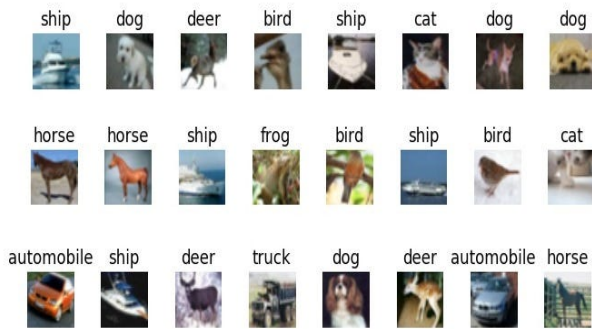 ship dog deer bird ship cat dog dog
horse horse ship frog bird ship bird cat
automobile ship deer truck dog deer automobile horse